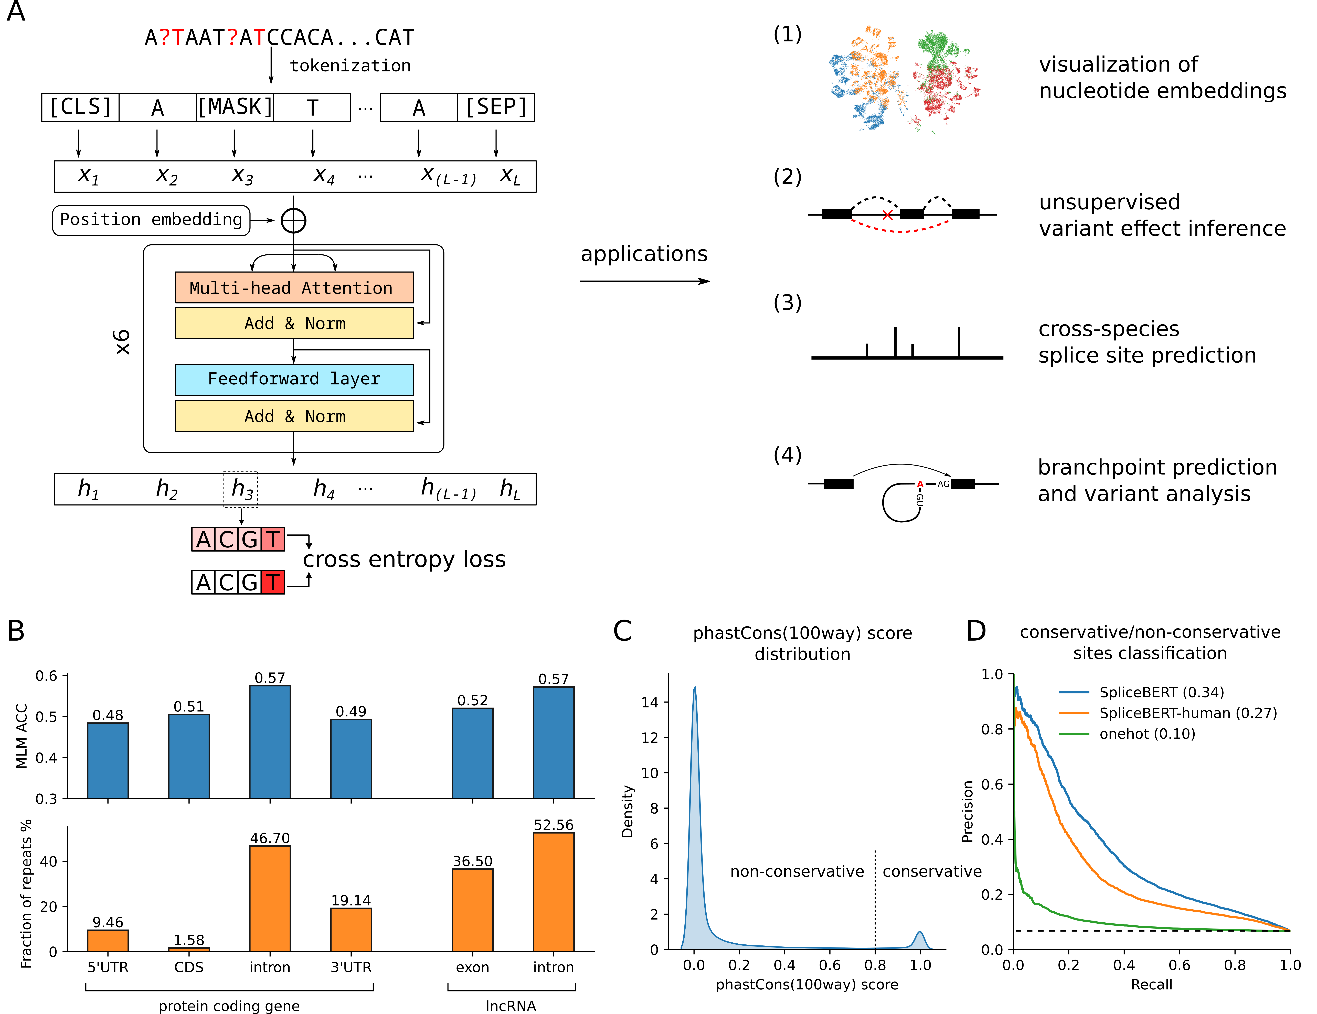 A
A?TAAT?ATCCACA...CAT
tokenization
[CLS] A [MASK] T ... A [SEP]
x1 x2 x3 x4 ... x(L-1) xL
Position embedding
Multi-head Attention
Add & Norm
x6
Feedforward layer
Add & Norm
h1 h2 h3 h4 ... h(L-1) hL
A C G T
cross entropy loss
A C G T
applications
(1)
visualization of
nucleotide embeddings
(2)
unsupervised
variant effect inference
(3)
cross-species
splice site prediction
(4)
A AG
GU
branchpoint prediction
and variant analysis
B
MLM ACC
0.6
0.5
0.4
0.3
0.48 0.51 0.57 0.49 0.52 0.57
Fraction of repeats %
40
20
0
9.46 1.58 46.70 19.14 36.50 52.56
5'UTR CDS intron 3'UTR exon intron
protein coding gene lncRNA
C
phastCons(100way) score
distribution
Density
14
12
10
8
6
4
2
0
non-conservative conservative
0.0 0.2 0.4 0.6 0.8 1.0
phastCons(100way) score
D
conservative/non-conservative
sites classification
Precision
1.0
0.8
0.6
0.4
0.2
0.0
SpliceBERT (0.34)
SpliceBERT-human (0.27)
onehot (0.10)
0.0 0.2 0.4 0.6 0.8 1.0
Recall